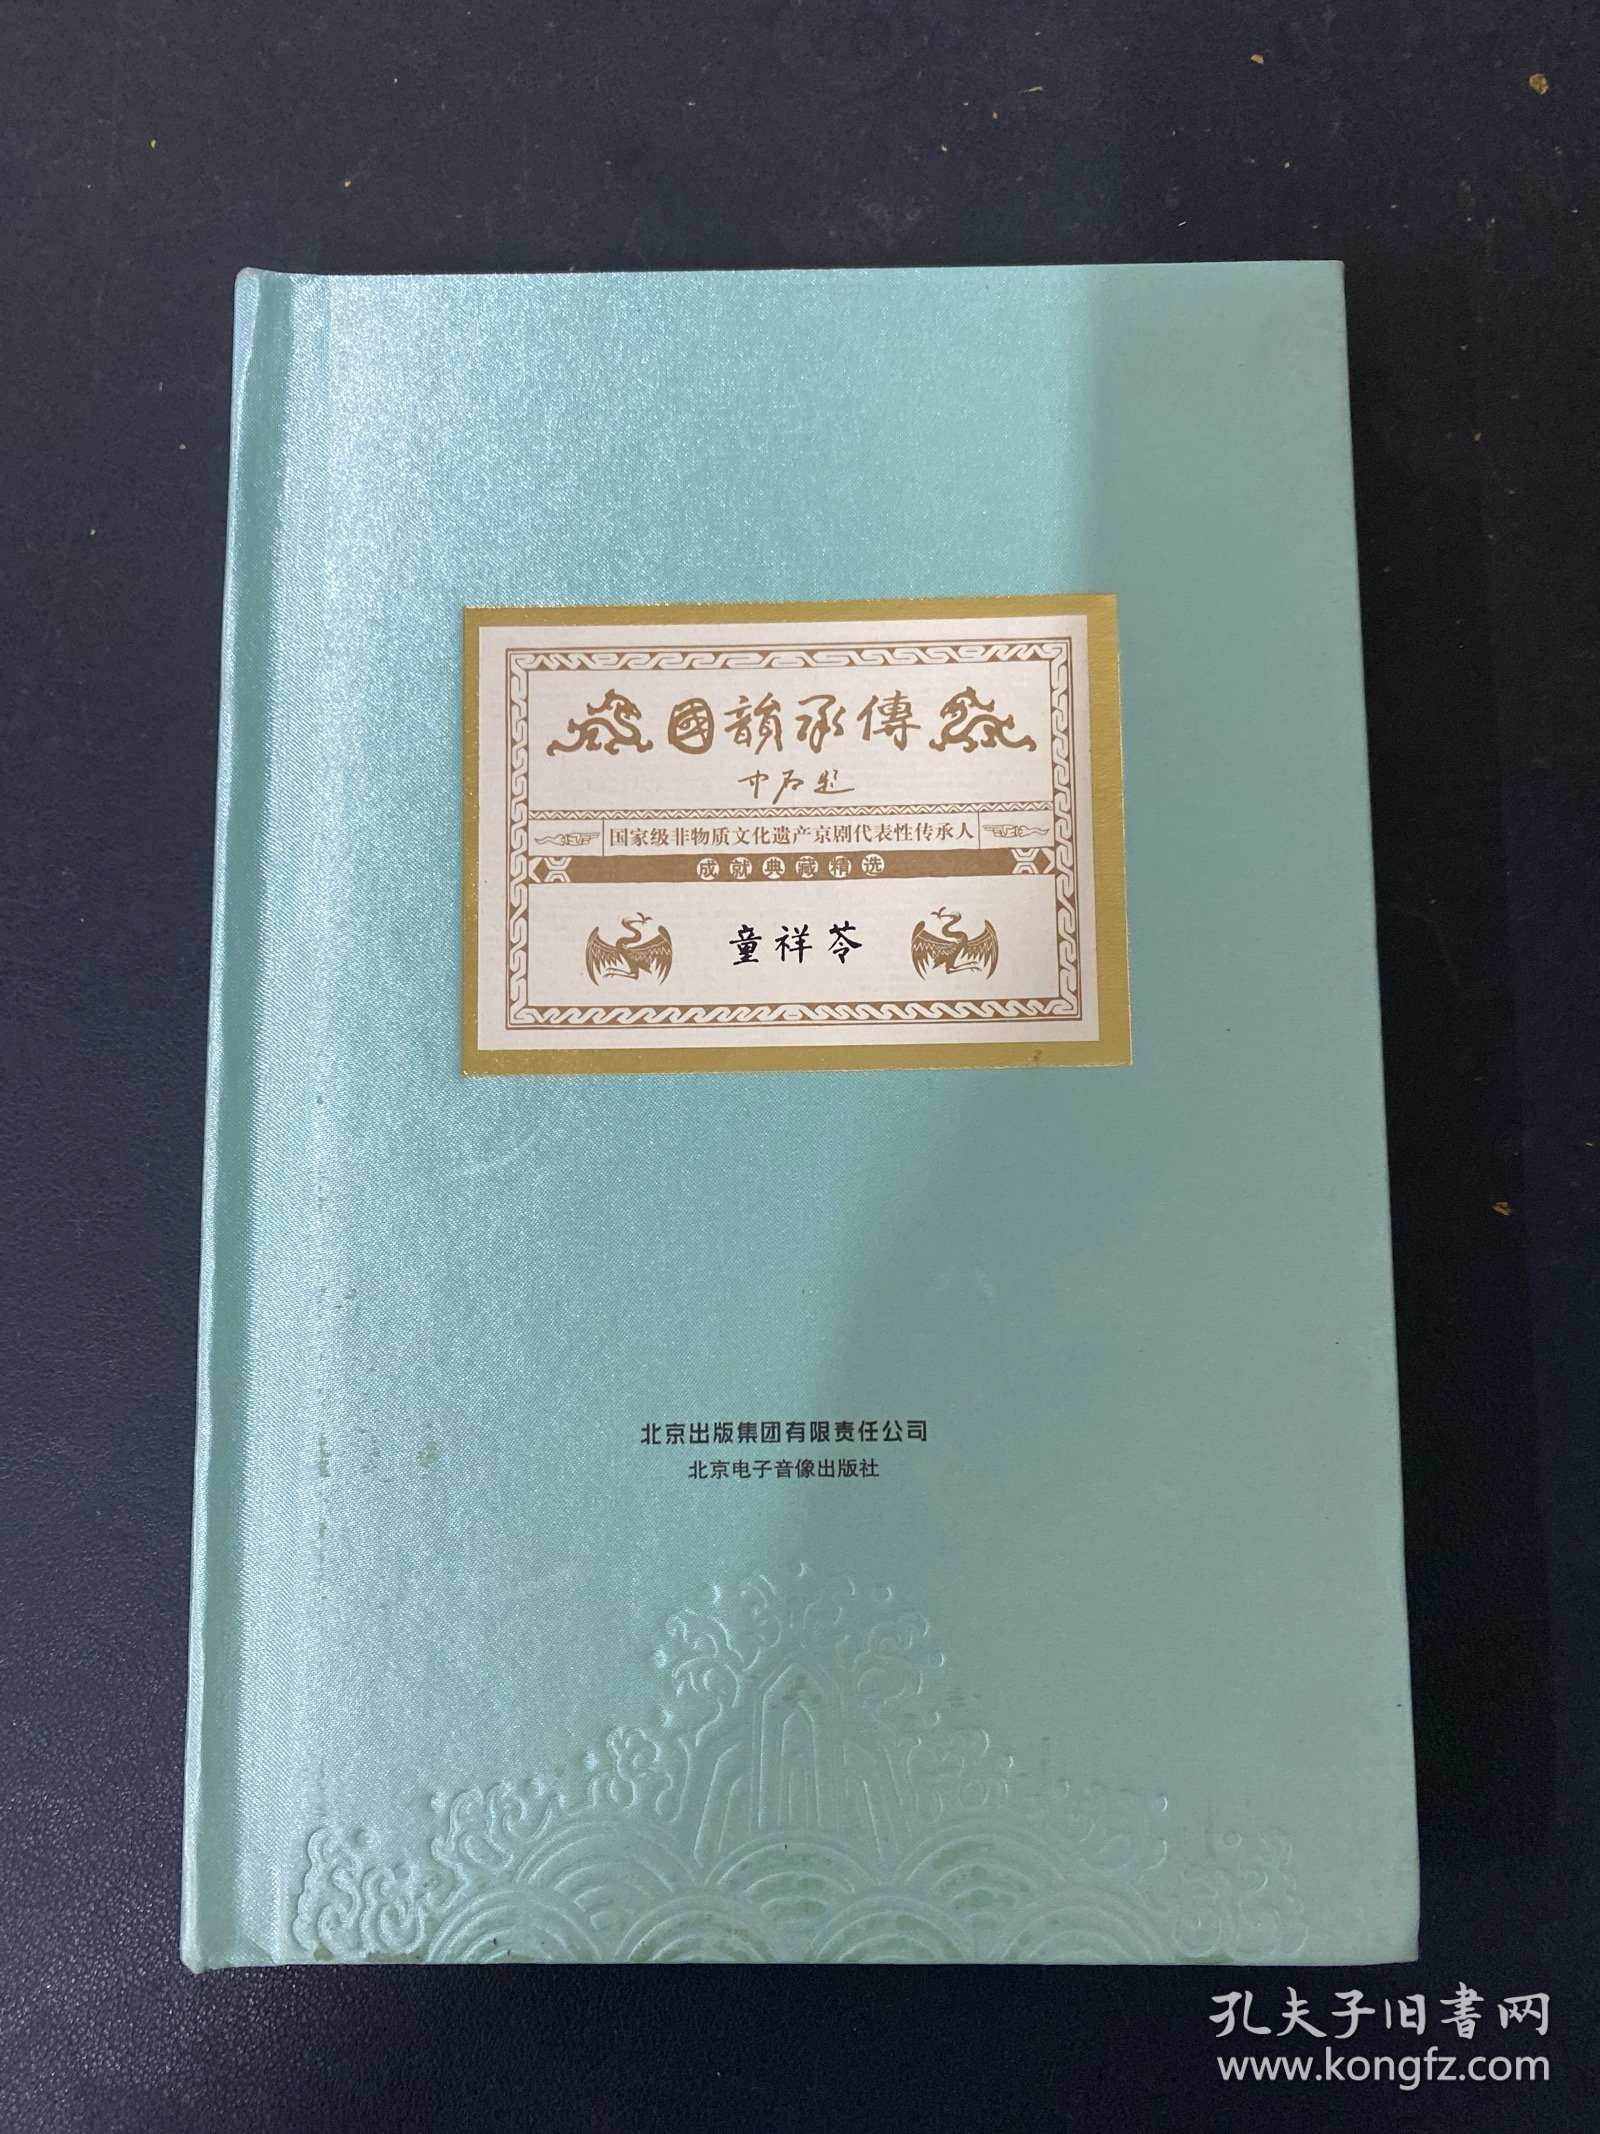 國韻承傳
中石题
国家级非物质文化遗产京剧代表性传承人
成就典藏精选
童祥苓
北京出版集团有限责任公司
北京电子音像出版社
孔夫子旧书网
www.kongfz.com